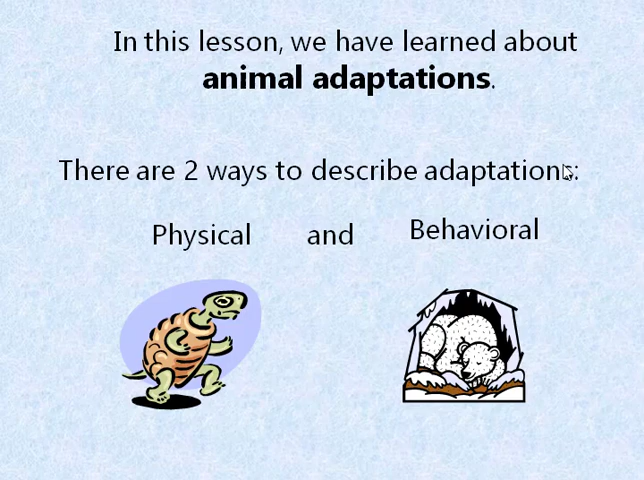 In this lesson, we have learned about
animal adaptations.
There are 2 ways to describe adaptations:
Physical and Behavioral